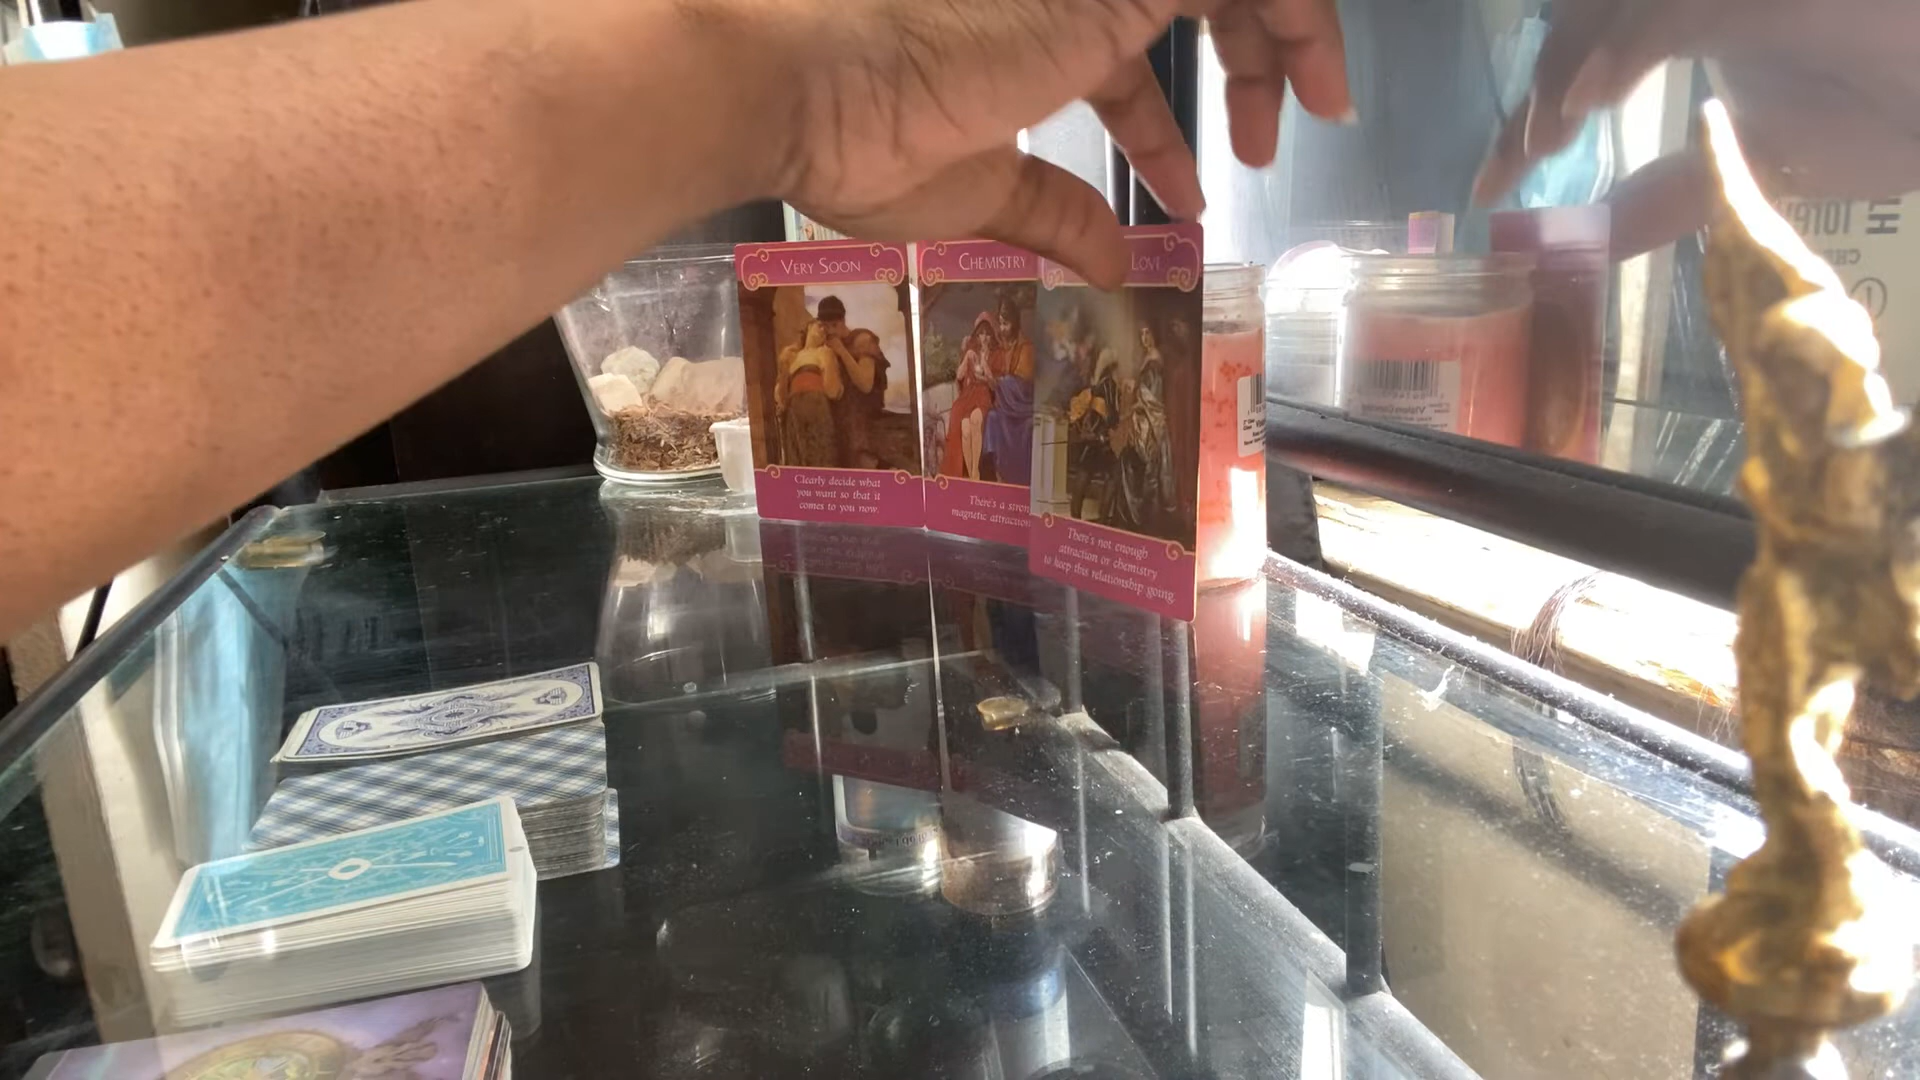 VERY SOON
Clearly decide what
you want so that it
comes to you now.
CHEMISTRY
There's a stron
magnetic attraction
LOVE
There's not enough
attraction or chemistry
to keep this relationship going.